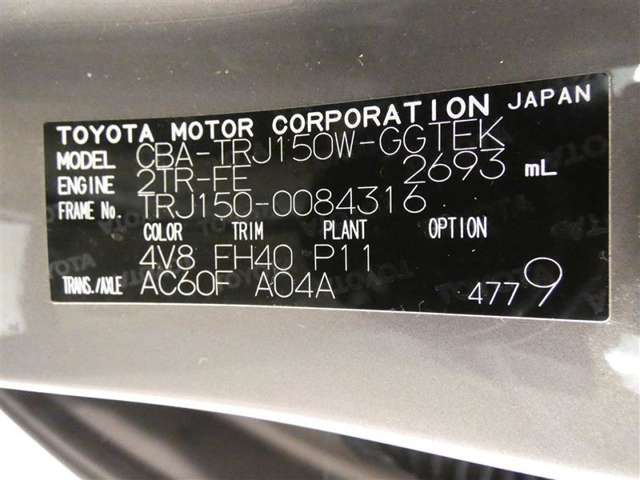 TOYOTA MOTOR CORPORATION JAPAN
MODEL CBA-TRJ150W-GGTEK
ENGINE 2TR-FE 2693 mL
FRAME No. TRJ150-0084316
COLOR TRIM PLANT OPTION
4V8 FH40 P11
TRANS./AXLE AC60F A04A 4779